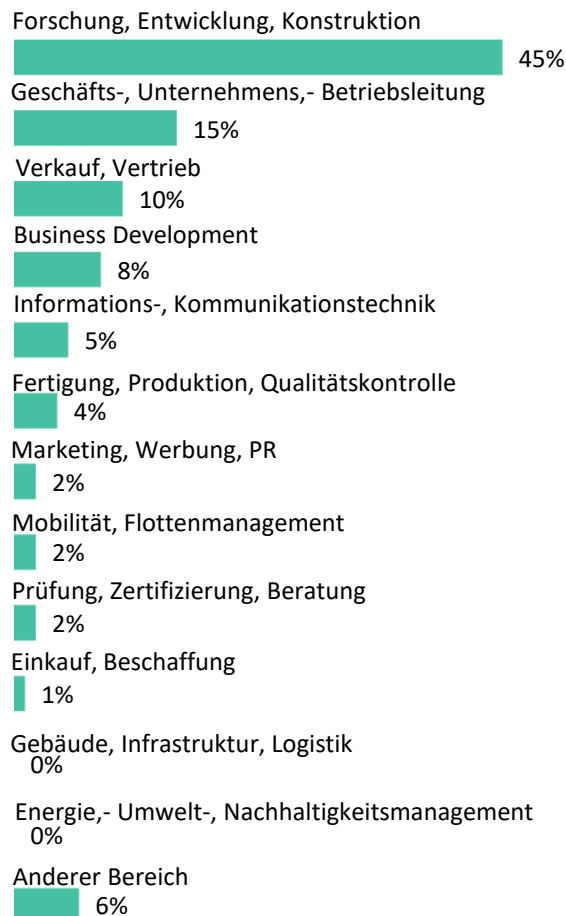 Forschung, Entwicklung, Konstruktion
45%
Geschäfts-, Unternehmens,- Betriebsleitung
15%
Verkauf, Vertrieb
10%
Business Development
8%
Informations-, Kommunikationstechnik
5%
Fertigung, Produktion, Qualitätskontrolle
4%
Marketing, Werbung, PR
2%
Mobilität, Flottenmanagement
2%
Prüfung, Zertifizierung, Beratung
2%
Einkauf, Beschaffung
1%
Gebäude, Infrastruktur, Logistik
0%
Energie,- Umwelt-, Nachhaltigkeitsmanagement
0%
Anderer Bereich
6%